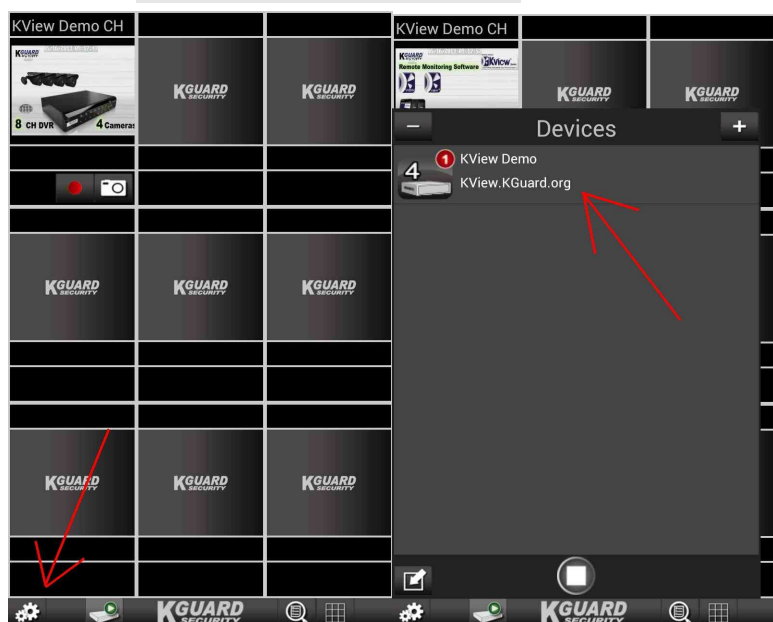 KView Demo CH
KGUARD
8 CH DVR
4 Cameras
KGUARD
SECURITY
KGUARD
SECURITY
KGUARD
SECURITY
KGUARD
SECURITY
KGUARD
SECURITY
KGUARD
SECURITY
KGUARD
SECURITY
KGUARD
SECURITY
KGUARD
SECURITY
KView Demo CH
KGUARD
Remote Monitoring Software
KView
KGUARD
SECURITY
KGUARD
SECURITY
Devices
4
1
KView Demo
KView.KGuard.org
KGUARD
SECURITY